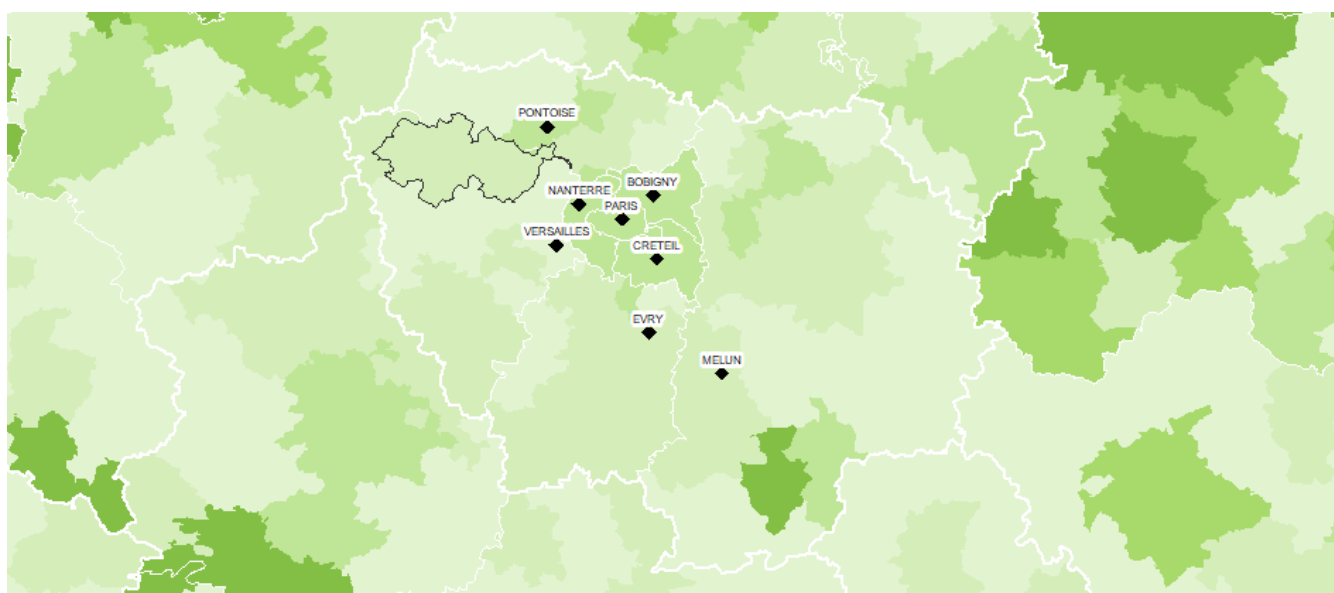 PONTOISE
BOBIGNY
NANTERRE
PARIS
VERSAILLES
CRETEIL
EVRY
MELUN